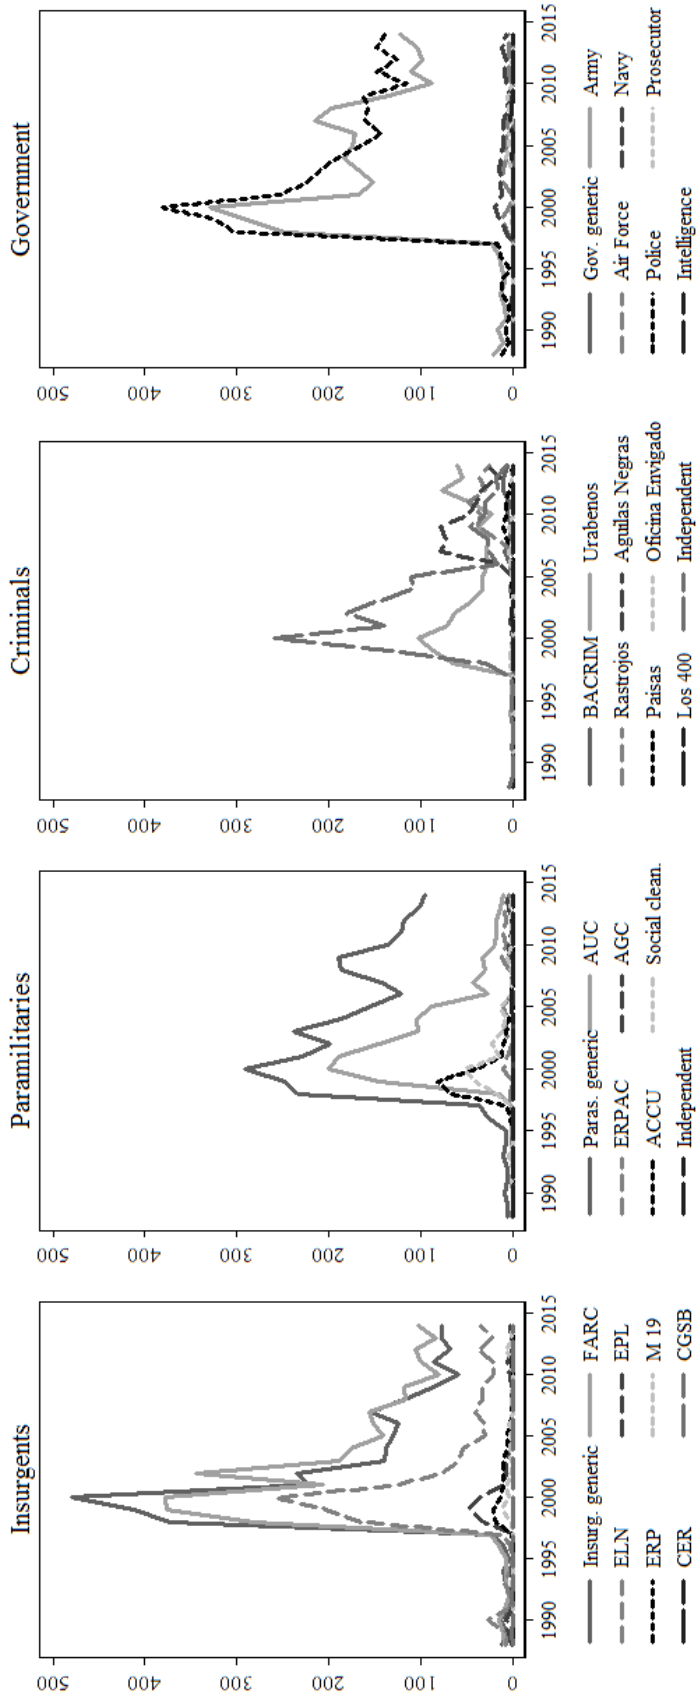 Insurgents
0 100 200 300 400 500
1990 1995 2000 2005 2010 2015
Insurg. generic FARC
ELN EPL
ERP M 19
CER CGSB
Paramilitaries
0 100 200 300 400 500
1990 1995 2000 2005 2010 2015
Paras. generic AUC
ERPAC AGC
ACCU Social clean.
Independent
Criminals
0 100 200 300 400 500
1990 1995 2000 2005 2010 2015
BACRIM Urabenos
Rastrojos Aguilas Negras
Paisas Oficina Envigado
Los 400 Independent
Government
0 100 200 300 400 500
1990 1995 2000 2005 2010 2015
Gov. generic Army
Air Force Navy
Police Prosecutor
Intelligence